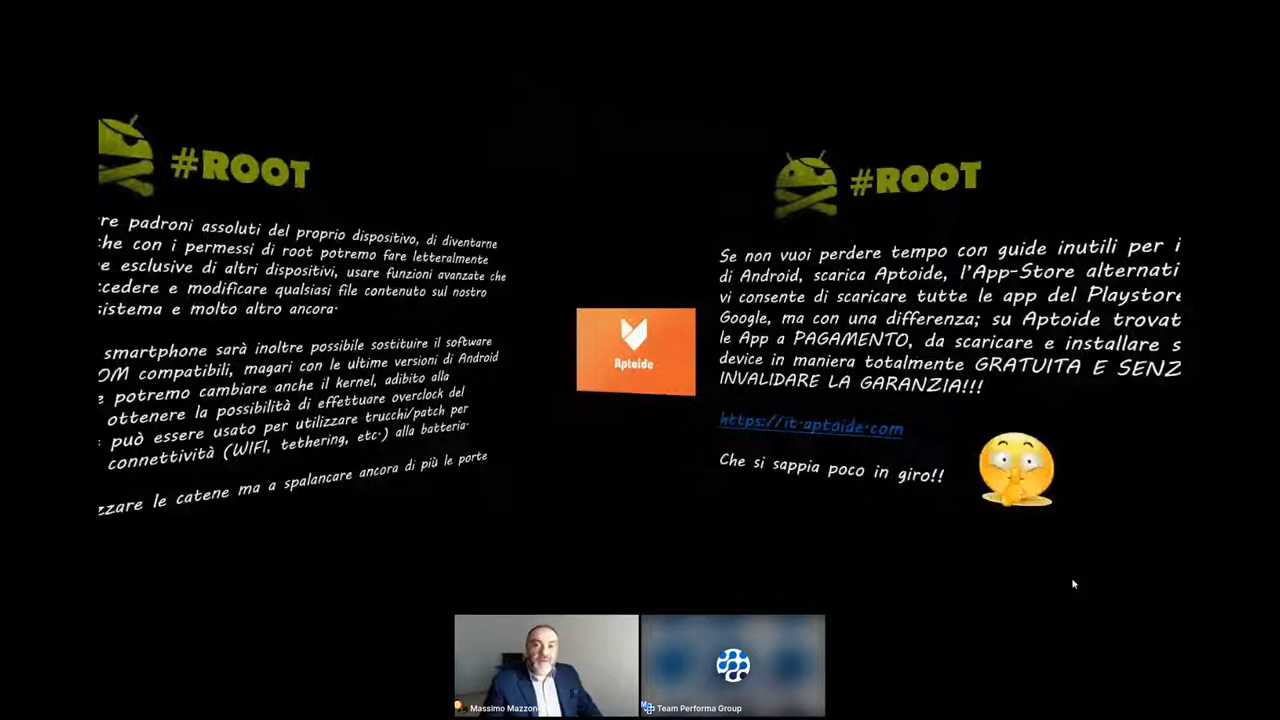 #ROOT
re padroni assoluti del proprio dispositivo, di diventarne
che con i permessi di root potremo fare letteralmente
e esclusive di altri dispositivi, usare funzioni avanzate che
ccedere e modificare qualsiasi file contenuto sul nostro
sistema e molto altro ancora.
smartphone sarà inoltre possibile sostituire il software
OM compatibili, magari con le ultime versioni di Android
e potremo cambiare anche il kernel, adibito alla
ottenere la possibilità di effettuare overclock del
può essere usato per utilizzare trucchi/patch per
connettività (WIFI, tethering, etc.) alla batteria.
zzare le catene ma a spalancare ancora di più le porte
Aptoide
#ROOT
Se non vuoi perdere tempo con guide inutili per i
di Android, scarica Aptoide, l'App-Store alternati
vi consente di scaricare tutte le app del Playstore
Google, ma con una differenza; su Aptoide trovat
le App a PAGAMENTO, da scaricare e installare s
device in maniera totalmente GRATUITA E SENZ
INVALIDARE LA GARANZIA!!!
https://it.aptoide.com
Che si sappia poco in giro!!
Massimo Mazzon
Team Performa Group